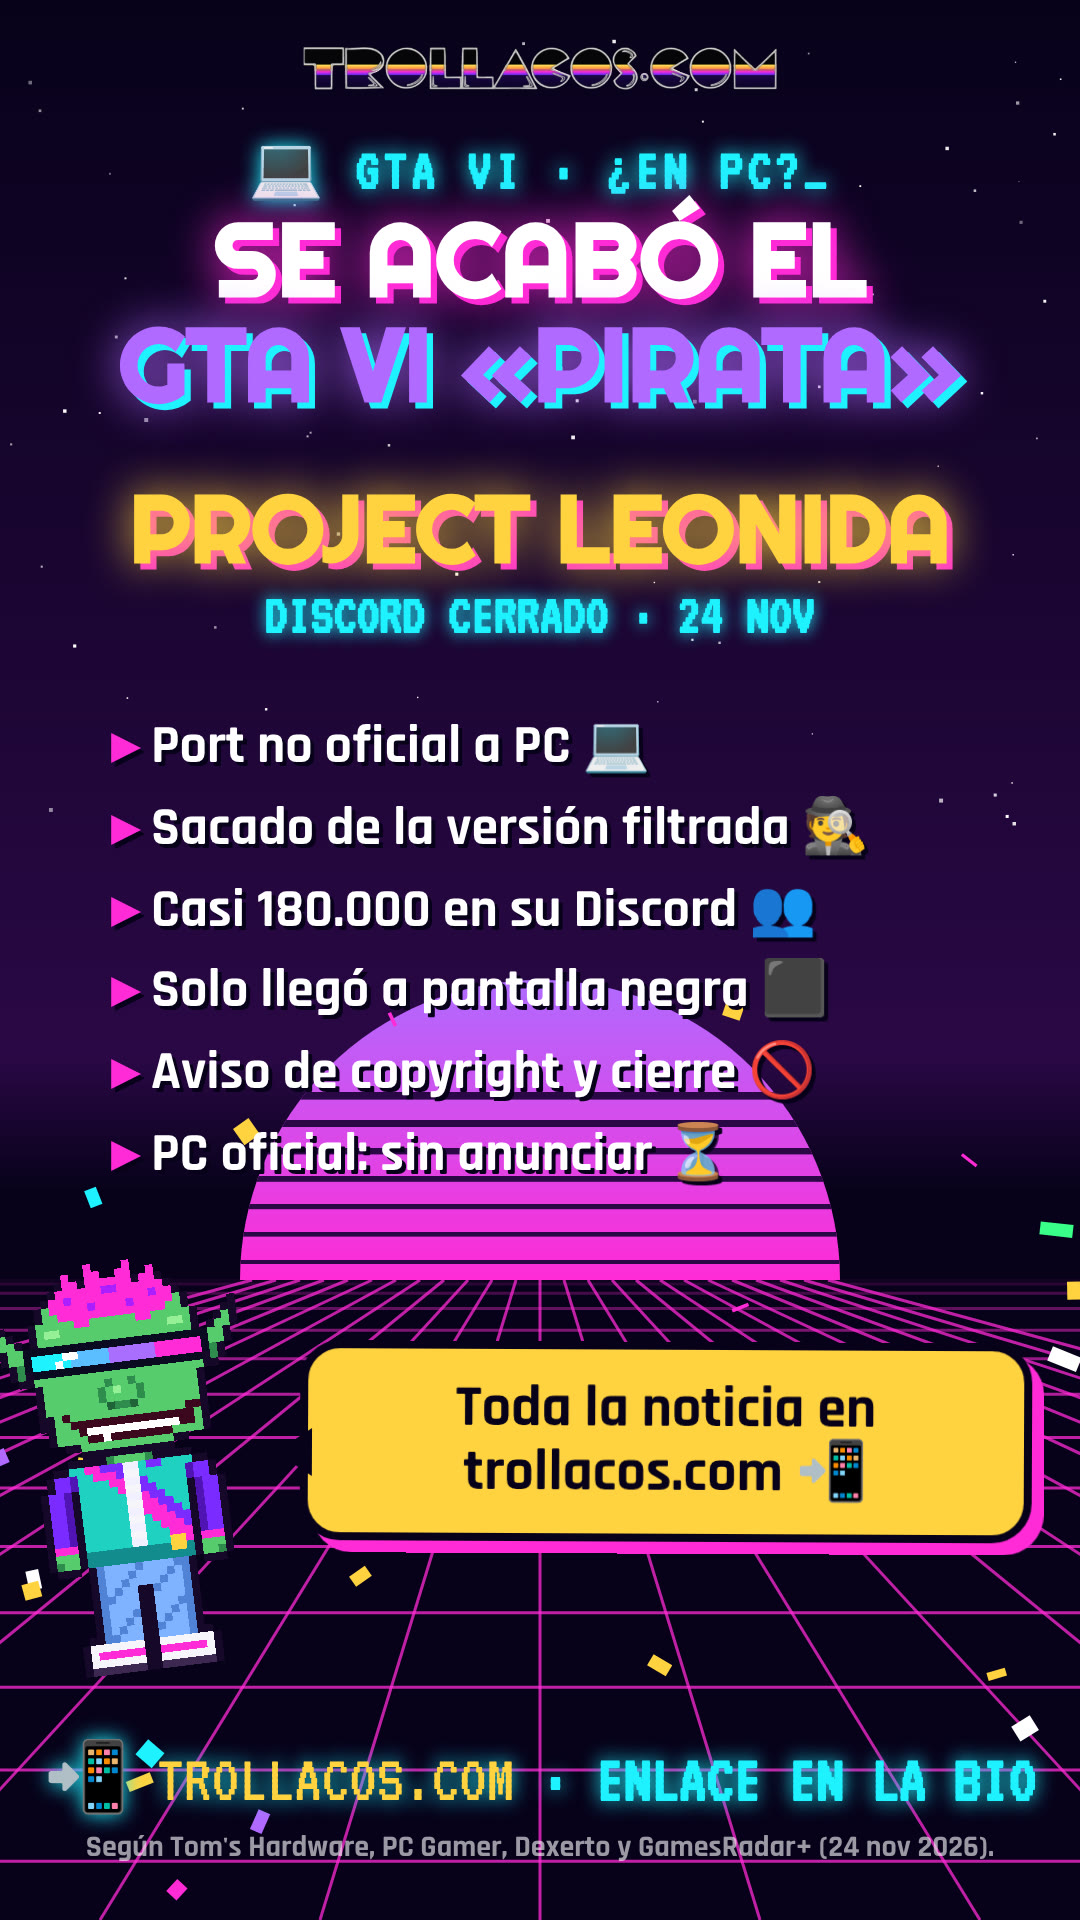 TROLLACOS.COM
💻 GTA VI · ¿EN PC?_
SE ACABÓ EL
GTA VI «PIRATA»
PROJECT LEONIDA
DISCORD CERRADO · 24 NOV
▶ Port no oficial a PC 💻
▶ Sacado de la versión filtrada 🕵️
▶ Casi 180.000 en su Discord 👥
▶ Solo llegó a pantalla negra ⬛
▶ Aviso de copyright y cierre 🚫
▶ PC oficial: sin anunciar ⏳
Toda la noticia en
trollacos.com 📲
📲 TROLLACOS.COM · ENLACE EN LA BIO
Según Tom's Hardware, PC Gamer, Dexerto y GamesRadar+ (24 nov 2026).